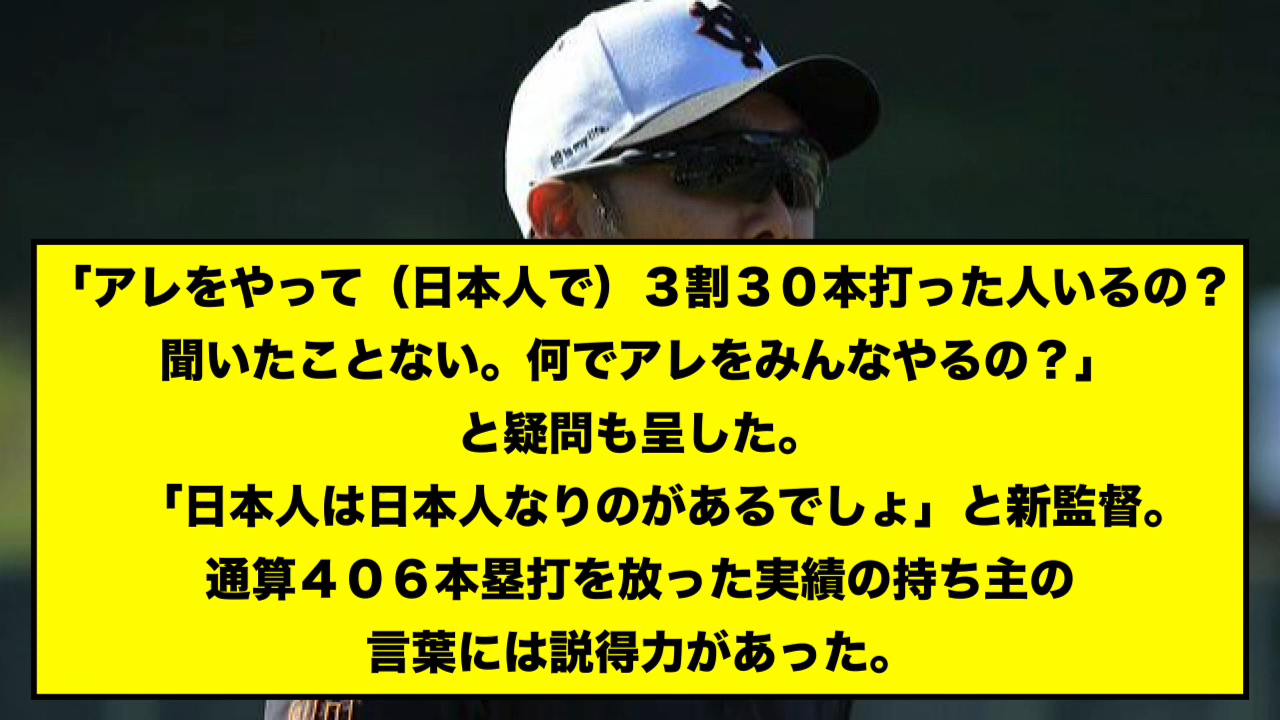 「アレをやって（日本人で）３割３０本打った人いるの？
聞いたことない。何でアレをみんなやるの？」
と疑問も呈した。
「日本人は日本人なりのがあるでしょ」と新監督。
通算４０６本塁打を放った実績の持ち主の
言葉には説得力があった。